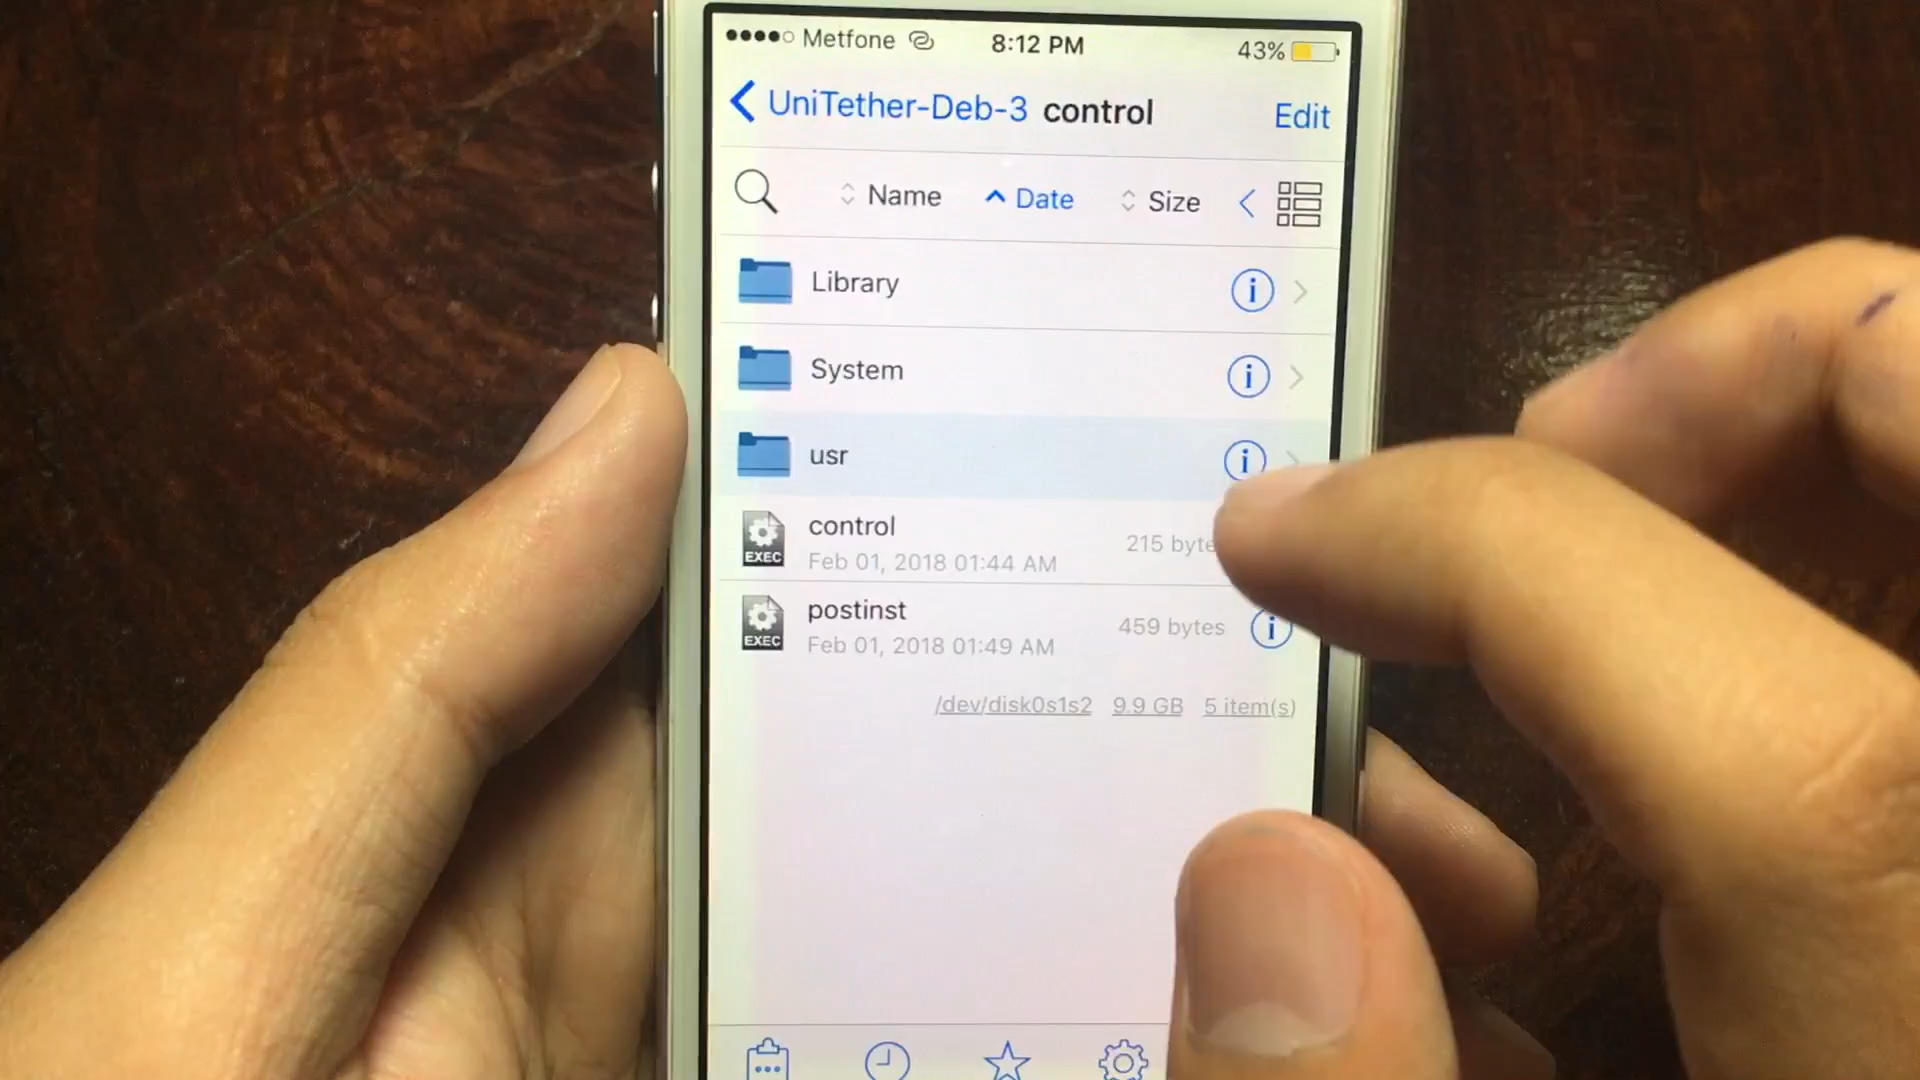 Metfone 8:12 PM 43%
UniTether-Deb-3 control Edit
Name Date Size
Library
System
usr
control
215
Feb 01, 2018 01:44 AM
EXEC
postinst
459 bytes
Feb 01, 2018 01:49 AM
EXEC
/dev/disk0s1s2 9.9 GB 5 item(s)